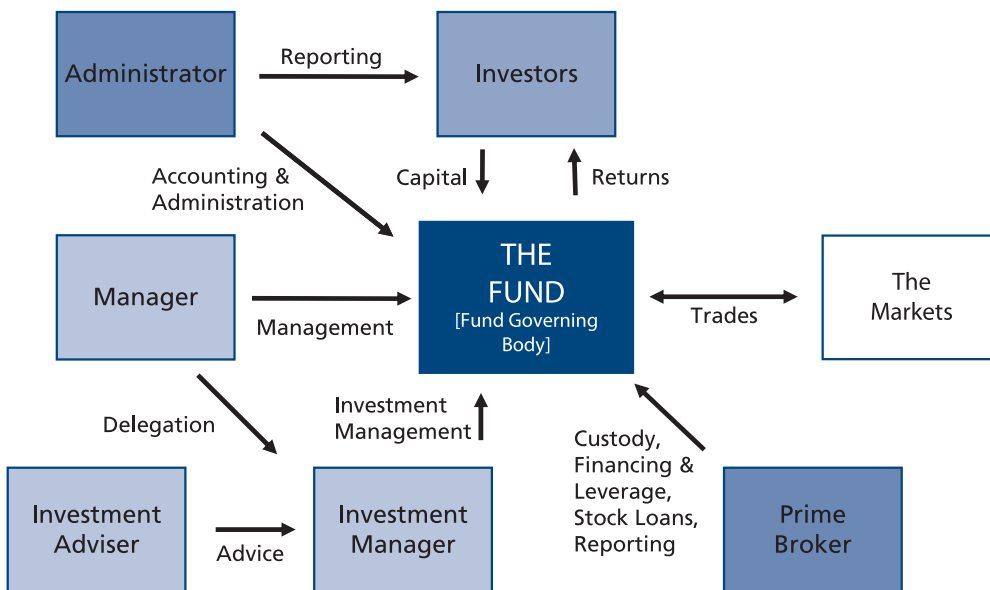 Administrator
Reporting
Investors
Accounting &
Administration
Capital
Returns
Manager
Management
THE
FUND
[Fund Governing
Body]
Trades
The
Markets
Delegation
Investment
Management
Custody,
Financing &
Leverage,
Stock Loans,
Reporting
Investment
Adviser
Advice
Investment
Manager
Prime
Broker